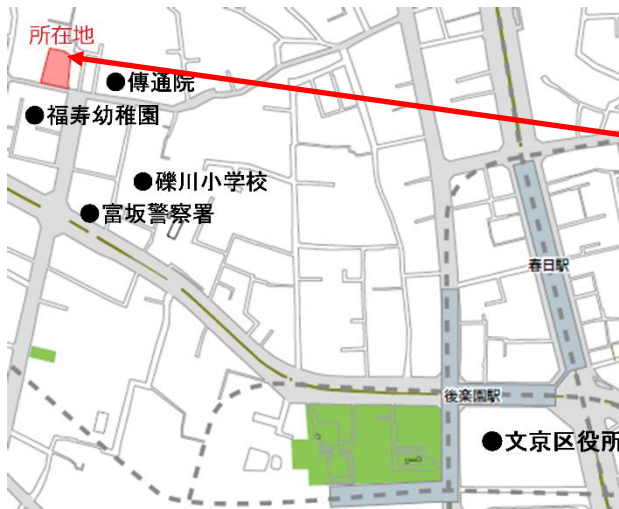 所在地
●傳通院
●福寿幼稚園
●礫川小学校
●富坂警察署
春日駅
後楽園駅
●文京区役所